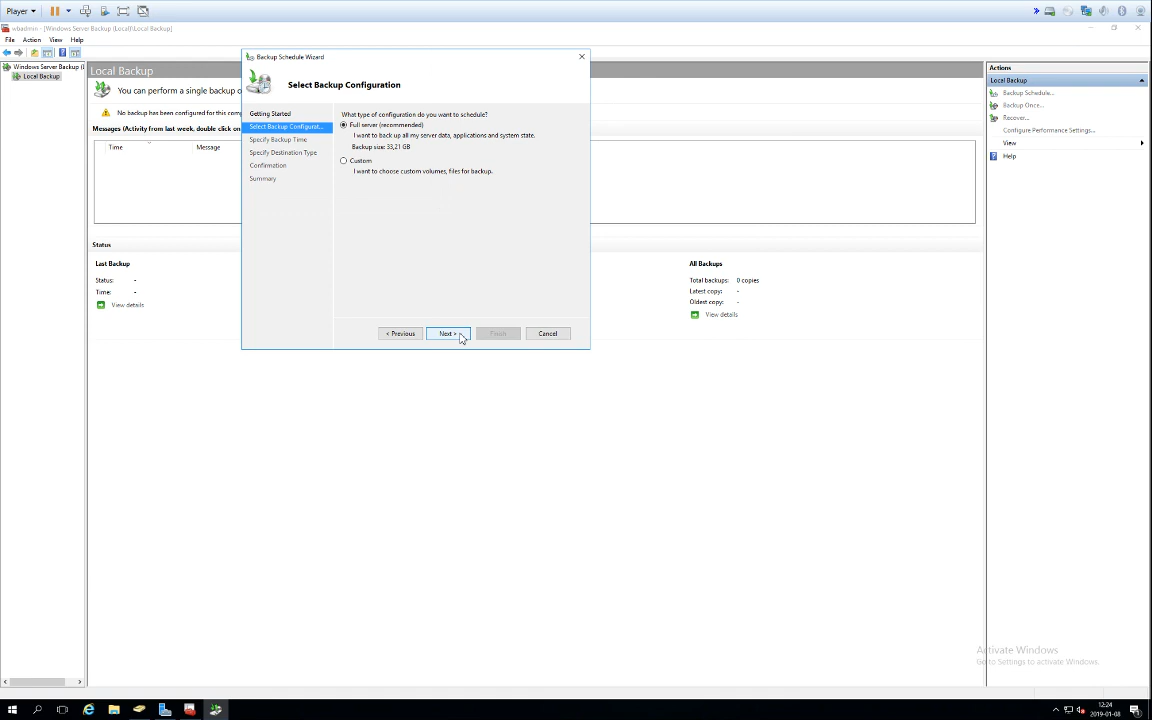 Player
wbadmin - [Windows Server Backup (Local)\Local Backup]
File Action View Help
Windows Server Backup (
Local Backup
Local Backup
You can perform a single backup o
No backup has been configured for this com
Messages (Activity from last week, double click on
Time Message
Status
Last Backup
Status: -
Time: -
View details
All Backups
Total backups: 0 copies
Latest copy: -
Oldest copy: -
View details
Backup Schedule Wizard
Select Backup Configuration
Getting Started
Select Backup Configurat...
Specify Backup Time
Specify Destination Type
Confirmation
Summary
What type of configuration do you want to schedule?
Full server (recommended)
I want to back up all my server data, applications and system state.
Backup size: 33,21 GB
Custom
I want to choose custom volumes, files for backup.
< Previous
Next >
Finish
Cancel
Actions
Local Backup
Backup Schedule...
Backup Once...
Recover...
Configure Performance Settings...
View
Help
Activate Windows
Go to Settings to activate Windows.
12:24
2019-01-08